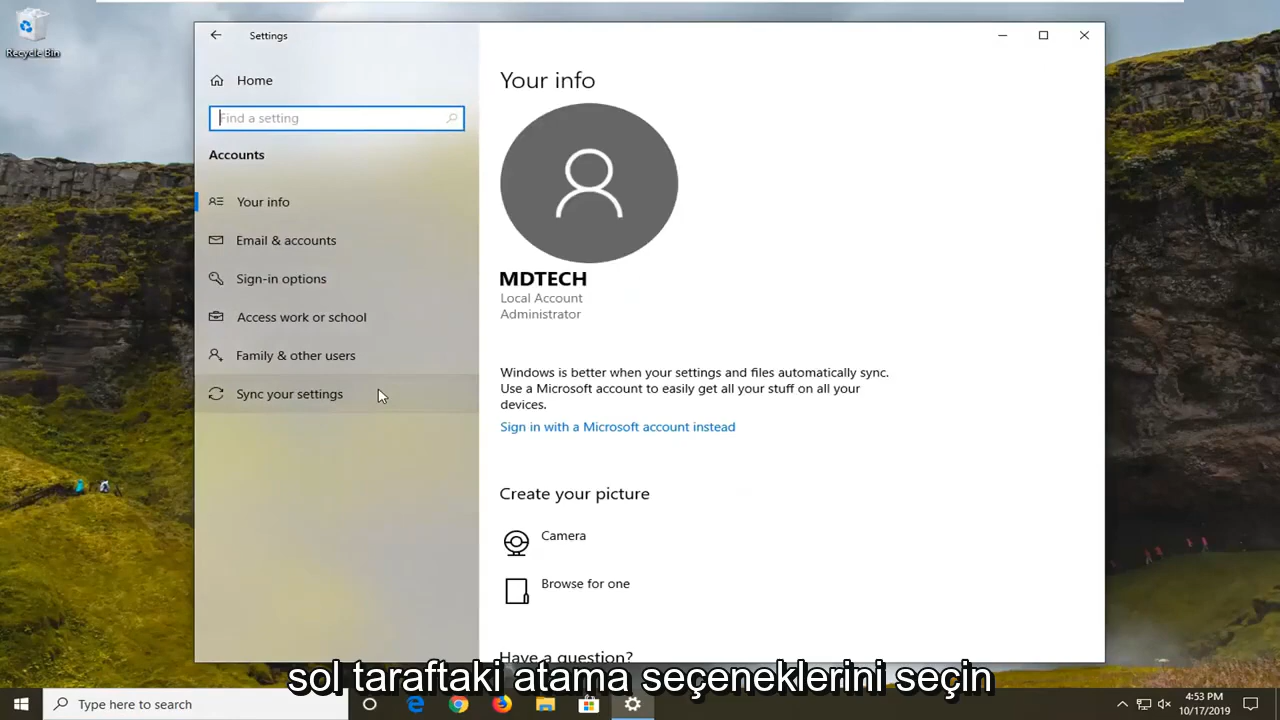 Recycle Bin
Settings
Home
Find a setting
Accounts
Your info
Email & accounts
Sign-in options
Access work or school
Family & other users
Sync your settings
Your info
MDTECH
Local Account
Administrator
Windows is better when your settings and files automatically sync.
Use a Microsoft account to easily get all your stuff on all your
devices.
Sign in with a Microsoft account instead
Create your picture
Camera
Browse for one
Have a question?
sol taraftaki atama seçeneklerini seçin
Type here to search
4:53 PM
10/17/2019